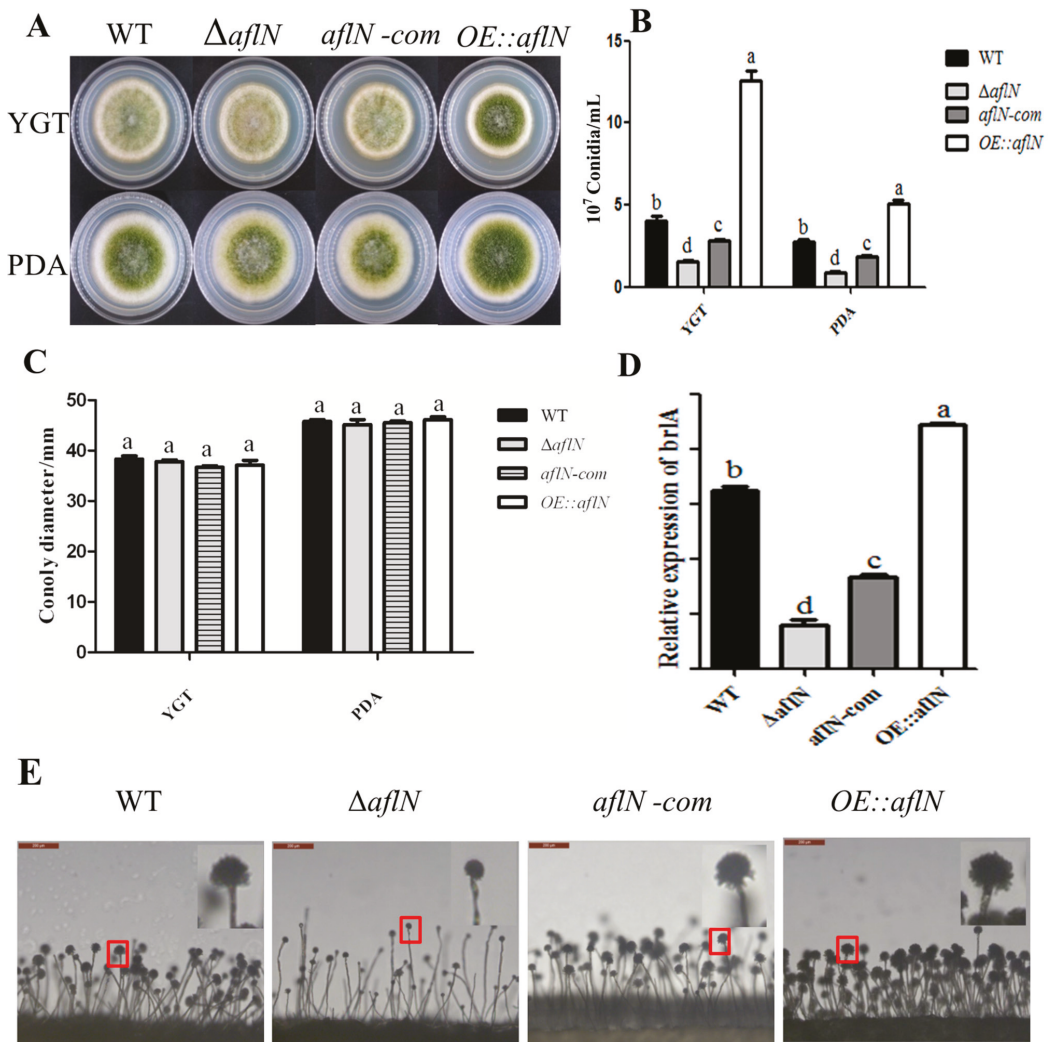 A
WT ΔaflN aflN -com OE::aflN
YGT
PDA
B
10⁷ Conidia/mL
15
10
5
0
b d c a
b d c a
YGT PDA
WT
ΔaflN
aflN-com
OE::aflN
C
Conoly diameter/mm
50
40
30
20
10
0
a a a a
a a a a
YGT PDA
WT
ΔaflN
aflN-com
OE::aflN
D
Relative expression of brlA
b d c a
WT ΔaflN aflN-com OE::aflN
E
WT ΔaflN aflN -com OE::aflN